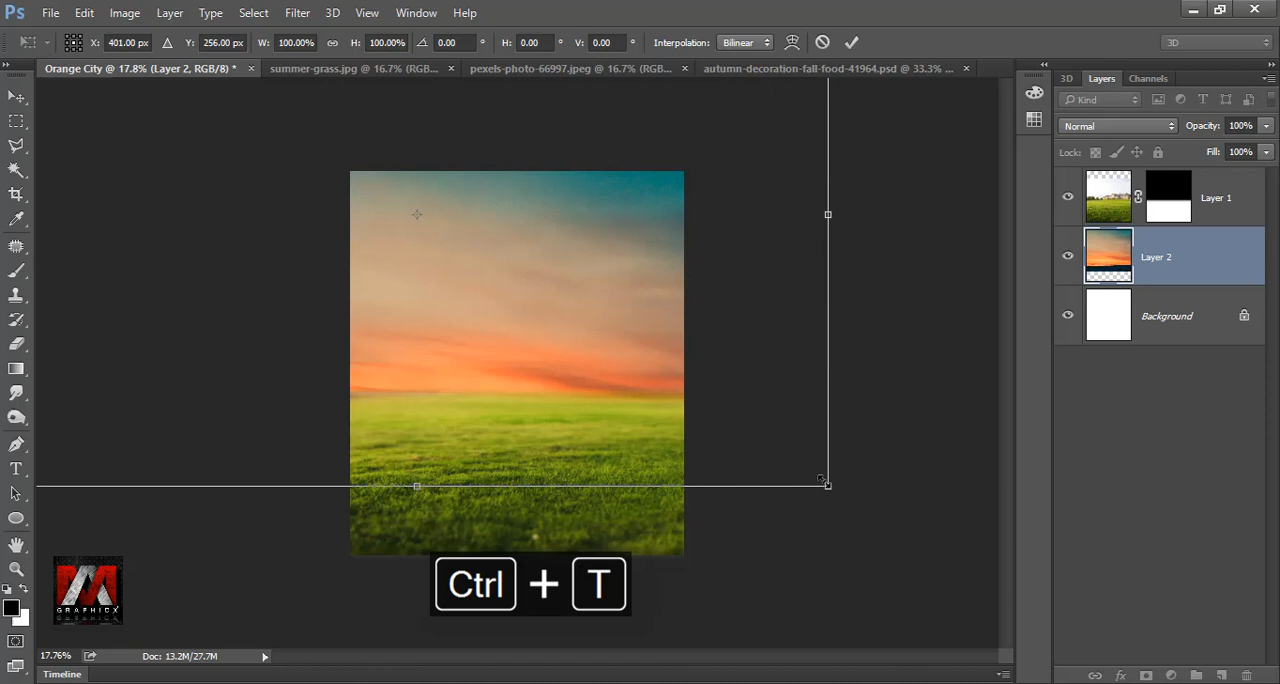 Ps File Edit Image Layer Type Select Filter 3D View Window Help
X: 401.00 px Y: 256.00 px W: 100.00% H: 100.00% 0.00 ° H: 0.00 ° V: 0.00 ° Interpolation: Bilinear 3D
Orange City @ 17.8% (Layer 2, RGB/8) * × summer-grass.jpg @ 16.7% (RGB... × pexels-photo-66997.jpeg @ 16.7% (RGB... × autumn-decoration-fall-food-41964.psd @ 33.3% ... ×
3D Layers Channels
Kind
Normal Opacity: 100%
Lock: Fill: 100%
Layer 1
Layer 2
Background
Ctrl + T
GRAPHICX
17.76% Doc: 13.2M/27.7M
Timeline